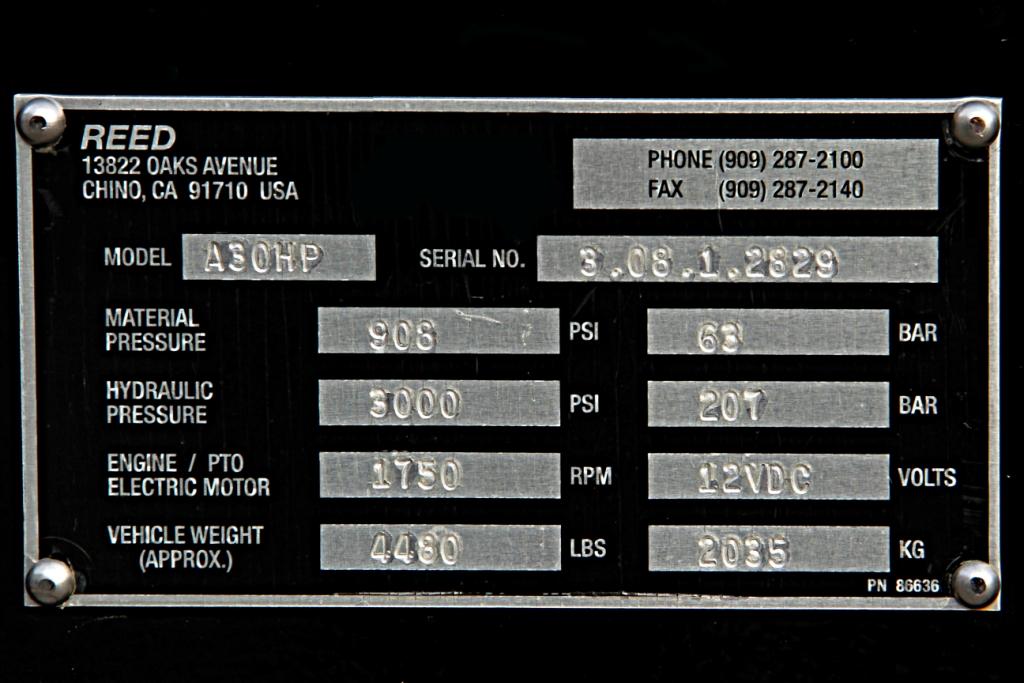 REED
13822 OAKS AVENUE
CHINO, CA 91710 USA
PHONE (909) 287-2100
FAX (909) 287-2140
MODEL A30HP SERIAL NO. 3.08.1.2829
MATERIAL
PRESSURE 908 PSI 63 BAR
HYDRAULIC
PRESSURE 3000 PSI 207 BAR
ENGINE / PTO
ELECTRIC MOTOR 1750 RPM 12VDC VOLTS
VEHICLE WEIGHT
(APPROX.) 4480 LBS 2035 KG
PN 86636